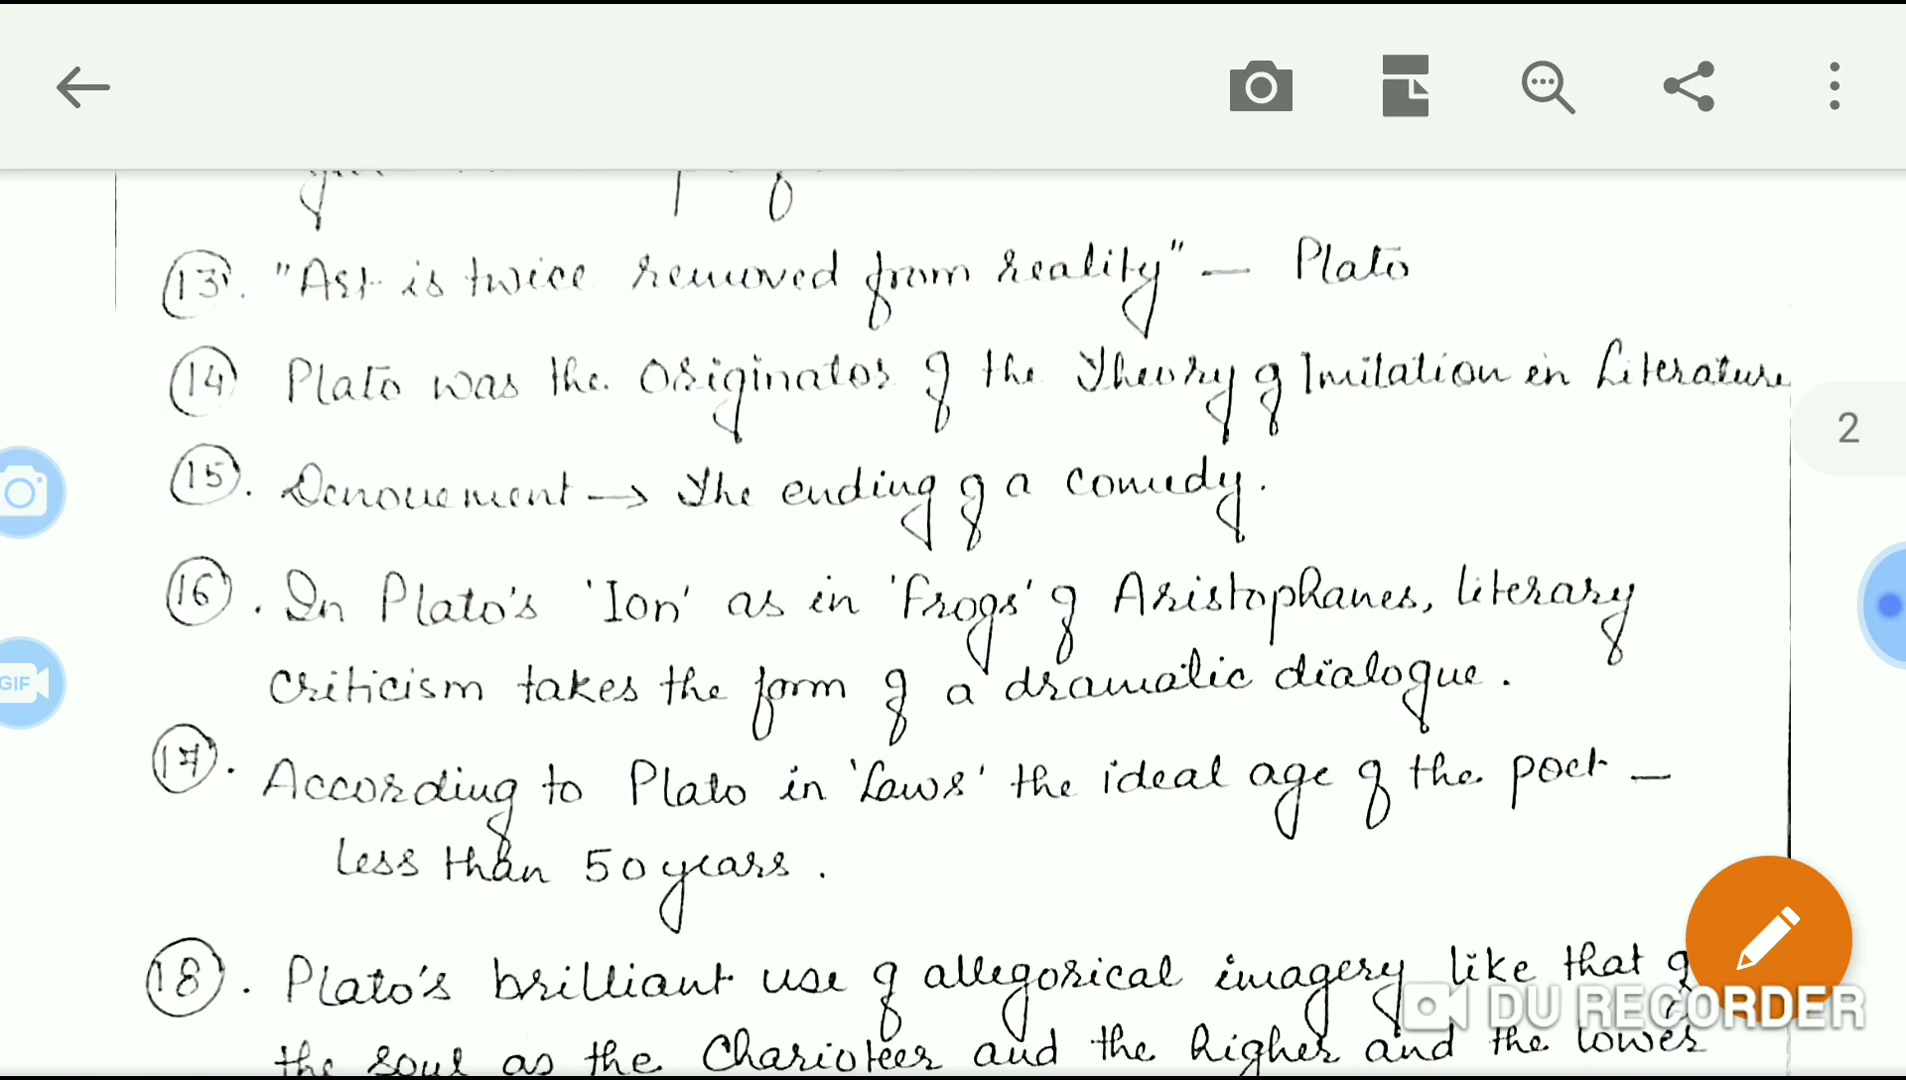 (13). "Art is twice removed from reality" — Plato
(14) Plato was the Originator of the Theory of Imitation in Literature
2
(15). Denouement → The ending of a comedy.
(16). In Plato's 'Ion' as in 'Frogs' of Aristophanes, literary
criticism takes the form of a dramatic dialogue.
GIF
(17). According to Plato in 'Laws' the ideal age of the poet —
less than 50 years.
(18). Plato's brilliant use of allegorical imagery like that of
DU RECORDER
the soul as the Charioteer and the higher and the lower